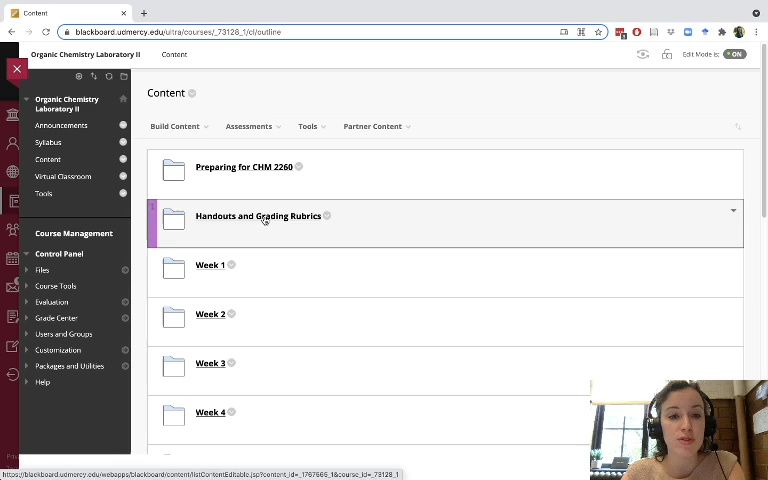 Content
blackboard.udmercy.edu/ultra/courses/_73128_1/cl/outline
Organic Chemistry Laboratory II
Content
Edit Mode is:
ON
Organic Chemistry
Laboratory II
Announcements
Syllabus
Content
Virtual Classroom
Tools
Course Management
Control Panel
Files
Course Tools
Evaluation
Grade Center
Users and Groups
Customization
Packages and Utilities
Help
Content
Build Content
Assessments
Tools
Partner Content
Preparing for CHM 2260
Handouts and Grading Rubrics
Week 1
Week 2
Week 3
Week 4
https://blackboard.udmercy.edu/webapps/blackboard/content/listContentEditable.jsp?content_id=_1767665_1&course_id=_73128_1